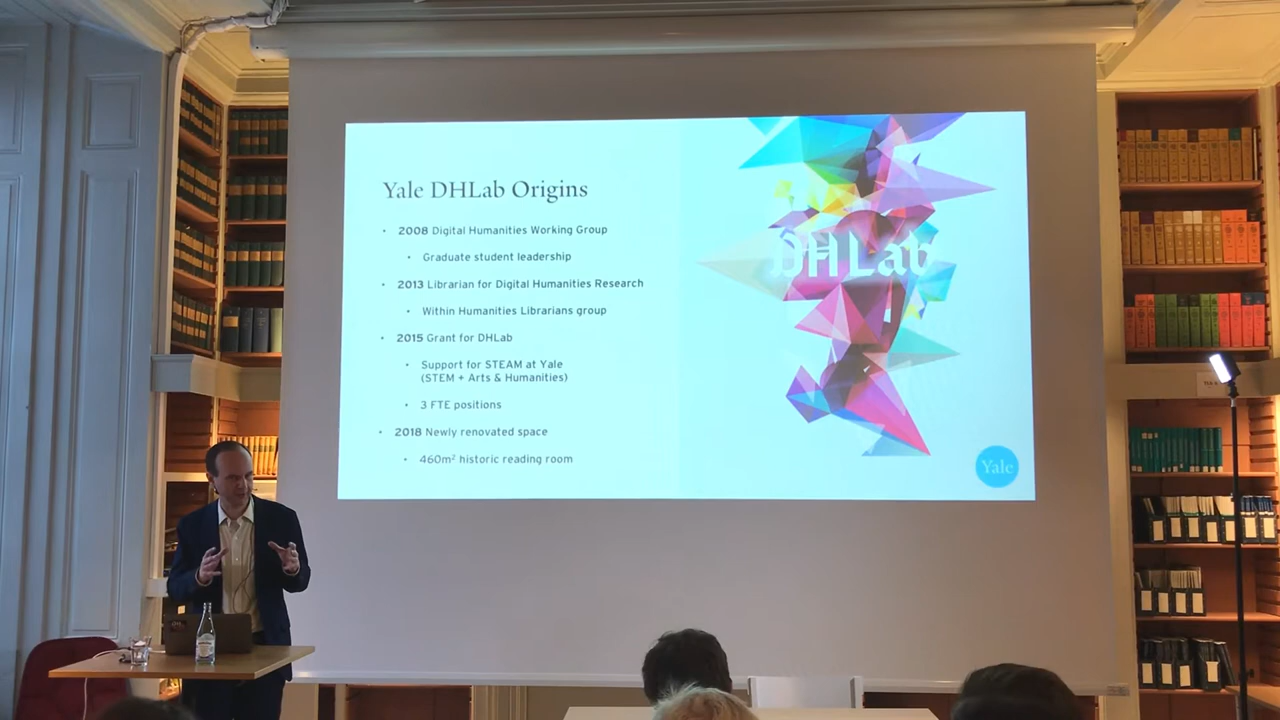 Yale DHLab Origins
• 2008 Digital Humanities Working Group
• Graduate student leadership
• 2013 Librarian for Digital Humanities Research
• Within Humanities Librarians group
• 2015 Grant for DHLab
• Support for STEAM at Yale
(STEM + Arts & Humanities)
• 3 FTE positions
• 2018 Newly renovated space
• 460m² historic reading room
DHLab
Yale